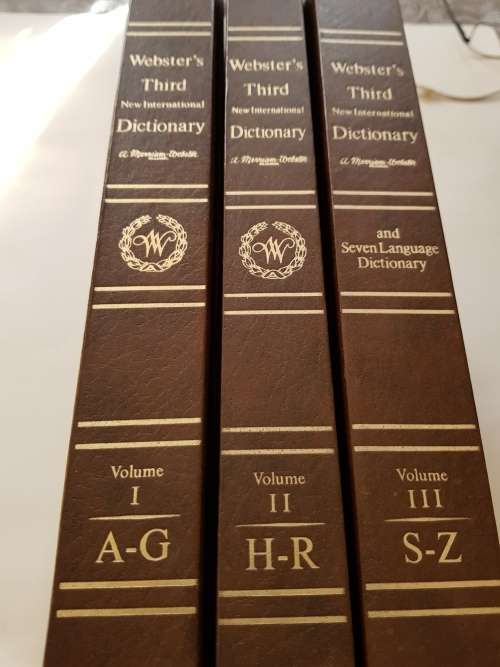 Webster's
Third
New International
Dictionary
A Merriam-Webster
W
Volume
I
A-G
Webster's
Third
New International
Dictionary
A Merriam-Webster
W
Volume
II
H-R
Webster's
Third
New International
Dictionary
A Merriam-Webster
and
Seven Language
Dictionary
Volume
III
S-Z